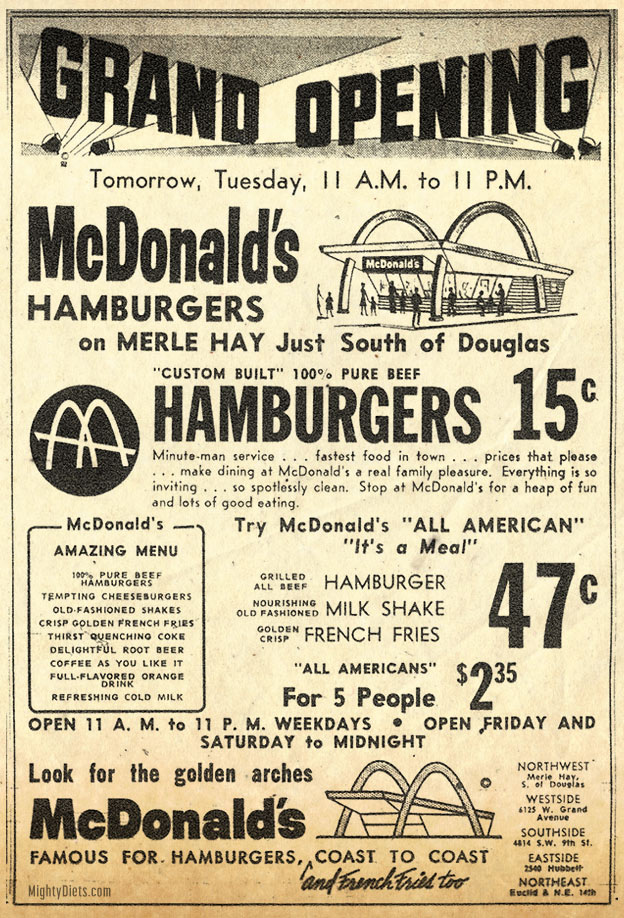 GRAND OPENING
Tomorrow, Tuesday, 11 A.M. to 11 P.M.
McDonald's
HAMBURGERS
McDonald's
on MERLE HAY Just South of Douglas
"CUSTOM BUILT" 100% PURE BEEF
HAMBURGERS 15c
Minute-man service . . . fastest food in town . . . prices that please
. . . make dining at McDonald's a real family pleasure. Everything is so
inviting . . . so spotlessly clean. Stop at McDonald's for a heap of fun
and lots of good eating.
McDonald's
AMAZING MENU
100% PURE BEEF
HAMBURGERS
TEMPTING CHEESEBURGERS
OLD-FASHIONED SHAKES
CRISP GOLDEN FRENCH FRIES
THIRST QUENCHING COKE
DELIGHTFUL ROOT BEER
COFFEE AS YOU LIKE IT
FULL-FLAVORED ORANGE
DRINK
REFRESHING COLD MILK
Try McDonald's "ALL AMERICAN"
"It's a Meal"
GRILLED
ALL BEEF HAMBURGER
NOURISHING
OLD FASHIONED MILK SHAKE
GOLDEN
CRISP FRENCH FRIES
47c
"ALL AMERICANS"
For 5 People $2.35
OPEN 11 A. M. to 11 P. M. WEEKDAYS • OPEN FRIDAY AND
SATURDAY to MIDNIGHT
Look for the golden arches
McDonald's
©
FAMOUS FOR HAMBURGERS, COAST TO COAST
and French Fries too
NORTHWEST
Merle Hay,
S. of Douglas
WESTSIDE
6125 W. Grand
Avenue
SOUTHSIDE
4814 S.W. 9th St.
EASTSIDE
2540 Hubbell
NORTHEAST
Euclid & N.E. 14th
MightyDiets.com